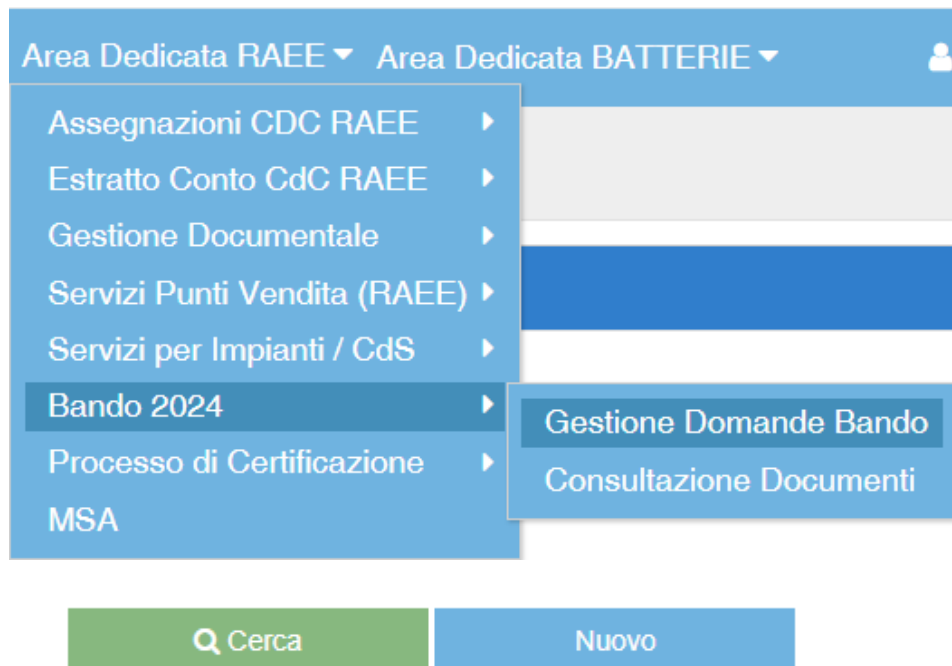 Area Dedicata RAEE Area Dedicata BATTERIE
Assegnazioni CDC RAEE
Estratto Conto CdC RAEE
Gestione Documentale
Servizi Punti Vendita (RAEE)
Servizi per Impianti / CdS
Bando 2024
Gestione Domande Bando
Processo di Certificazione
Consultazione Documenti
MSA
Cerca Nuovo